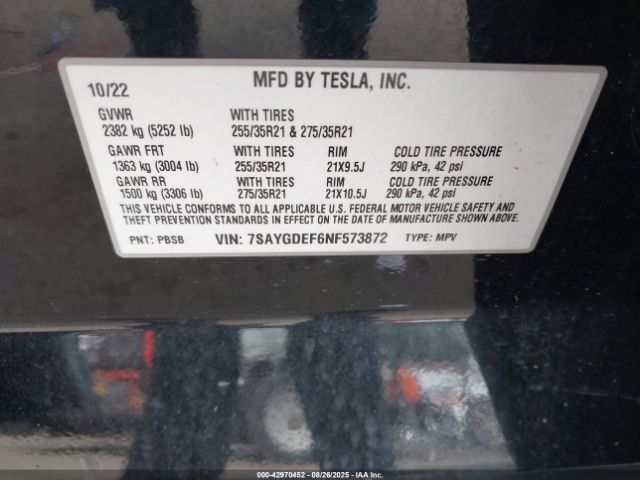 10/22 MFD BY TESLA, INC.
GVWR WITH TIRES
2382 kg (5252 lb) 255/35R21 & 275/35R21
GAWR FRT WITH TIRES RIM COLD TIRE PRESSURE
1363 kg (3004 lb) 255/35R21 21X9.5J 290 kPa, 42 psi
GAWR RR WITH TIRES RIM COLD TIRE PRESSURE
1500 kg (3306 lb) 275/35R21 21X10.5J 290 kPa, 42 psi
THIS VEHICLE CONFORMS TO ALL APPLICABLE U.S. FEDERAL MOTOR VEHICLE SAFETY AND
THEFT PREVENTION STANDARDS IN EFFECT ON THE DATE OF MANUFACTURE SHOWN ABOVE.
PNT: PBSB VIN: 7SAYGDEF6NF573872 TYPE: MPV
000-42970452 | 08/26/2025 | IAAI.com